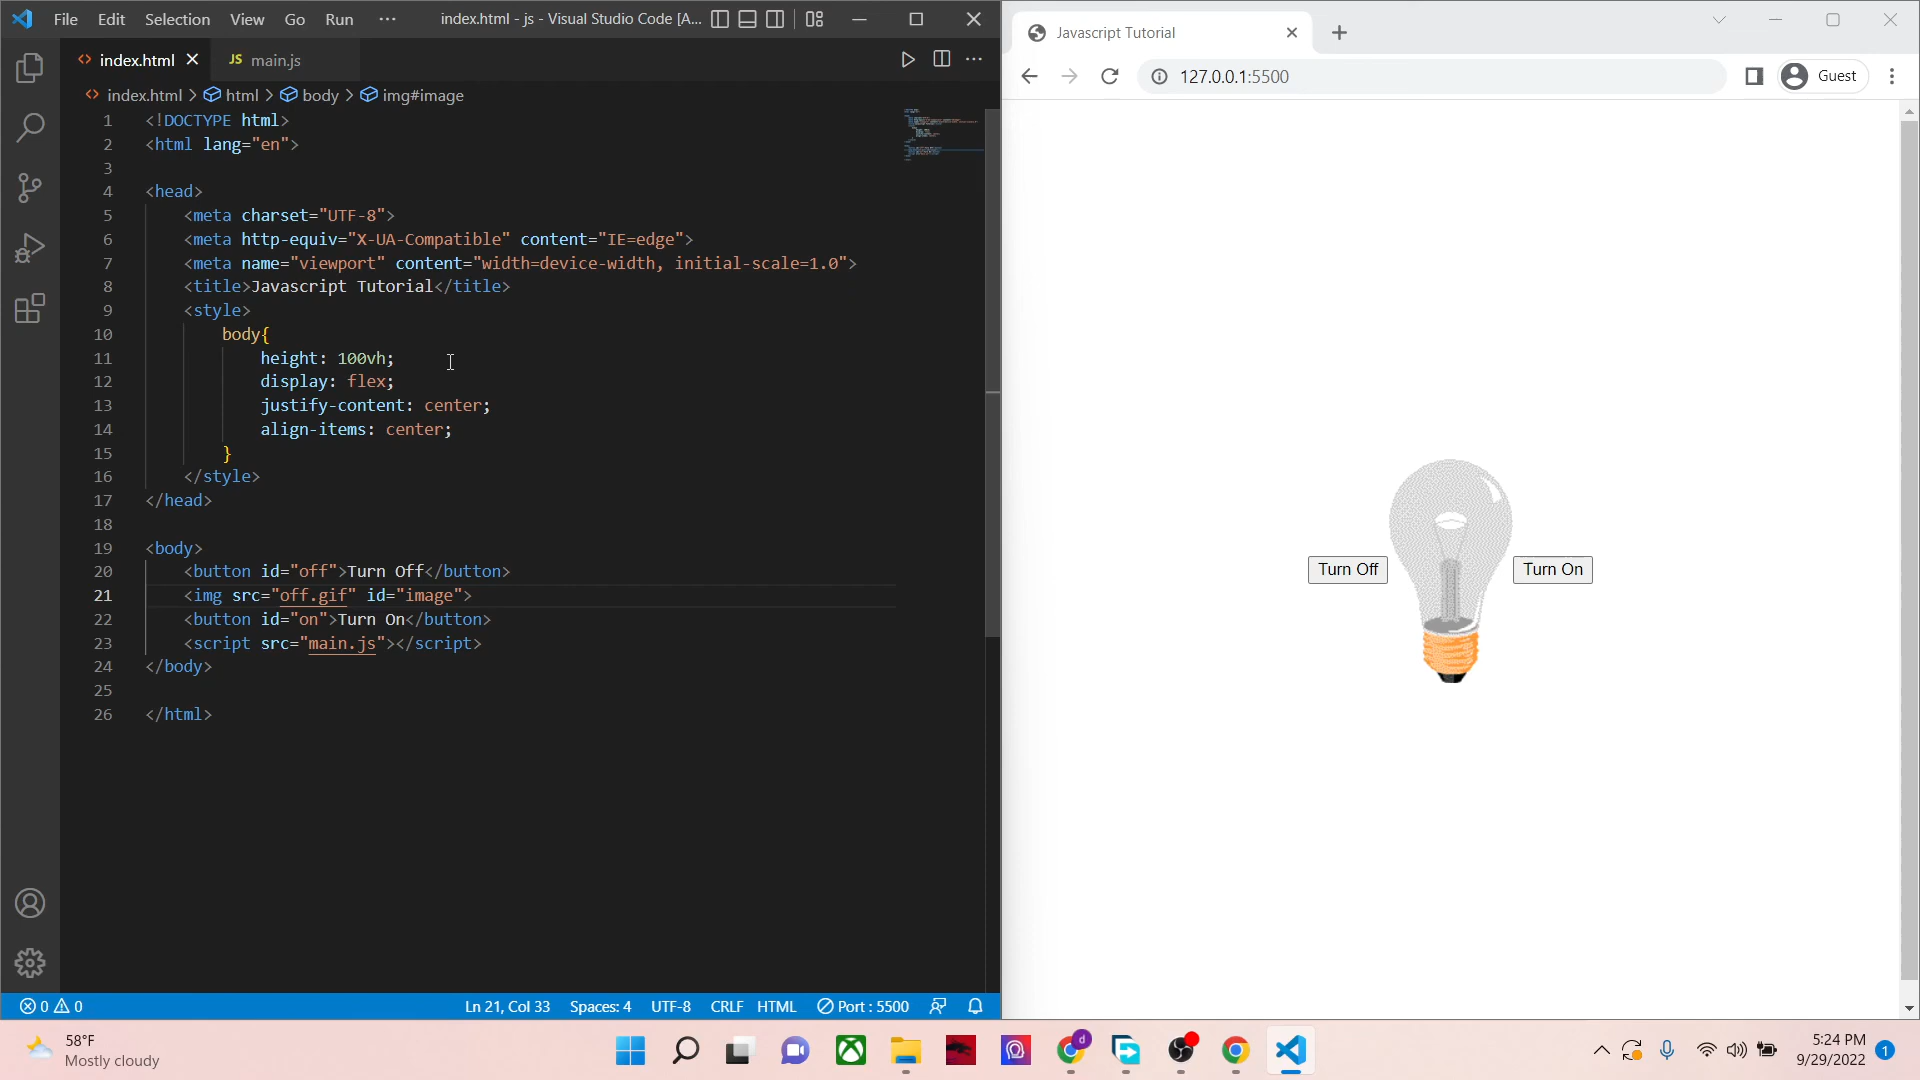 File Edit Selection View Go Run ··· index.html - js - Visual Studio Code [A...
index.html JS main.js
index.html > html > body > img#image
1 <!DOCTYPE html>
2 <html lang="en">
3
4 <head>
5 <meta charset="UTF-8">
6 <meta http-equiv="X-UA-Compatible" content="IE=edge">
7 <meta name="viewport" content="width=device-width, initial-scale=1.0">
8 <title>Javascript Tutorial</title>
9 <style>
10 body{
11 height: 100vh;
12 display: flex;
13 justify-content: center;
14 align-items: center;
15 }
16 </style>
17 </head>
18
19 <body>
20 <button id="off">Turn Off</button>
21 <img src="off.gif" id="image">
22 <button id="on">Turn On</button>
23 <script src="main.js"></script>
24 </body>
25
26 </html>
0 0 Ln 21, Col 33 Spaces: 4 UTF-8 CRLF HTML Port : 5500
Javascript Tutorial
127.0.0.1:5500 Guest
Turn Off Turn On
58°F
Mostly cloudy
d
5:24 PM
9/29/2022 1